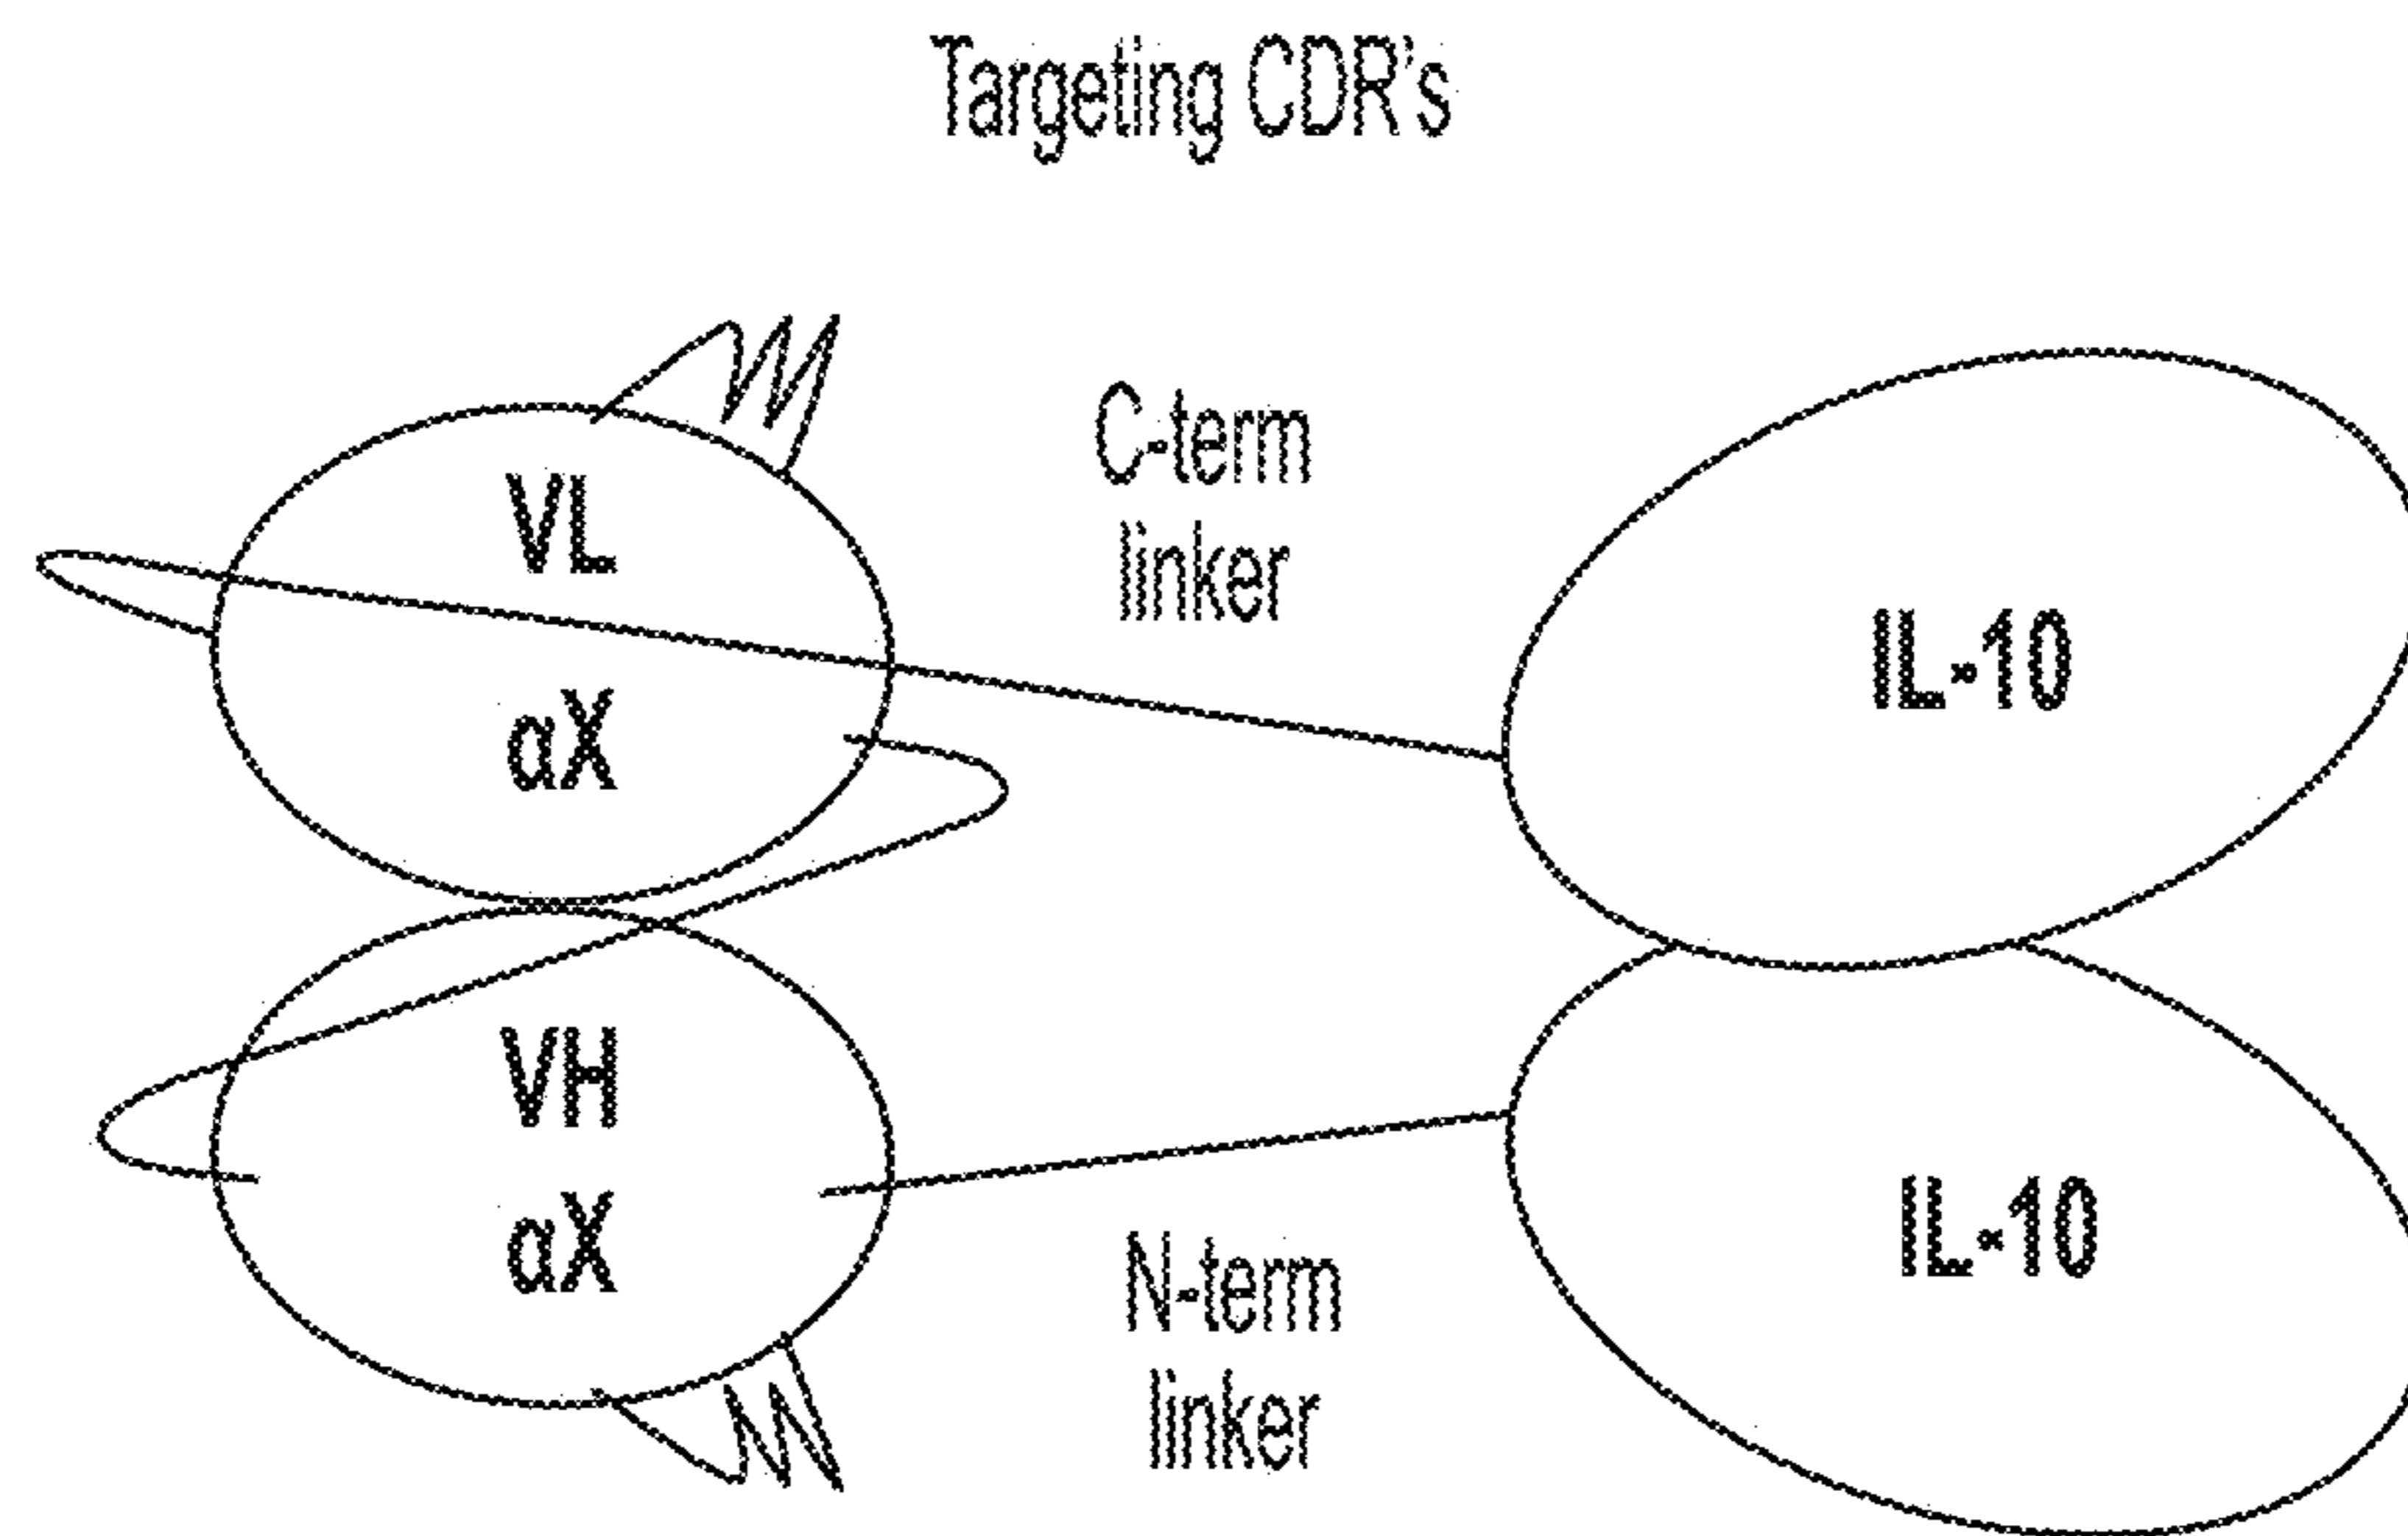 Targeting CDR's
C-term
linker
VL
αX
IL-10
VH
αX
N-term
linker
IL-10